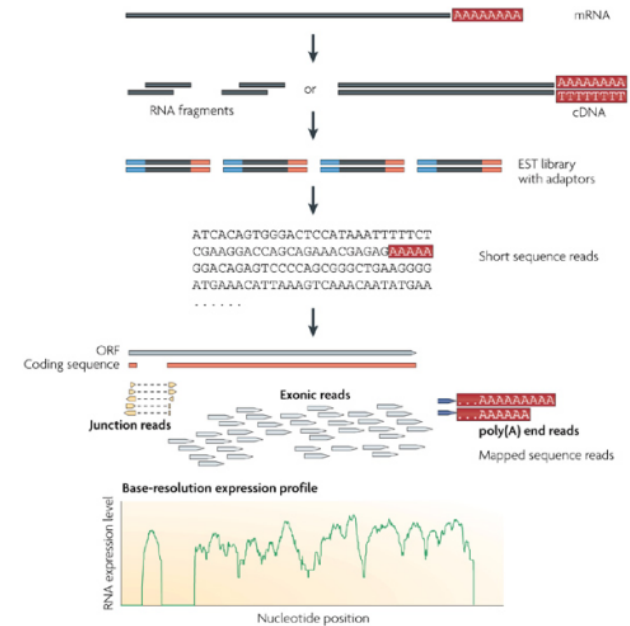 AAAAAAAA
mRNA
AAAAAAAA
TTTTTTTT
or
RNA fragments
cDNA
EST library
with adaptors
ATCACAGTGGGACTCCATAAATTTTTCT
CGAAGGACCAGCAGAAACGAGAGAAAAA
GGACAGAGTCCCCAGCGGGCTGAAGGGG
ATGAAACATTAAAGTCAAACAATATGAA
......
Short sequence reads
ORF
Coding sequence
Junction reads
Exonic reads
...AAAAAAAAA
...AAAAAA
poly(A) end reads
Mapped sequence reads
Base-resolution expression profile
RNA expression level
Nucleotide position